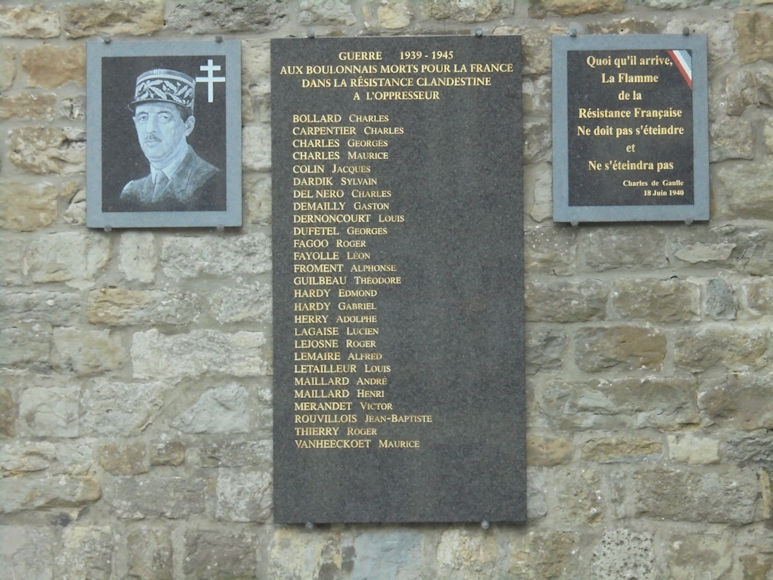 GUERRE 1939 - 1945
AUX BOULONNAIS MORTS POUR LA FRANCE
DANS LA RÉSISTANCE CLANDESTINE
A L'OPPRESSEUR
BOLLARD CHARLES
CARPENTIER CHARLES
CHARLES GEORGES
CHARLES MAURICE
COLIN JACQUES
DARDIK SYLVAIN
DEL NERO CHARLES
DEMAILLY GASTON
DERNONCOURT LOUIS
DUFETEL GEORGES
FAGOO ROGER
FAYOLLE LÉON
FROMENT ALPHONSE
GUILBEAU THÉODORE
HARDY EDMOND
HARDY GABRIEL
HERRY ADOLPHE
LAGAISE LUCIEN
LEJOSNE ROGER
LEMAIRE ALFRED
LETAILLEUR LOUIS
MAILLARD ANDRÉ
MAILLARD HENRI
MERANDET VICTOR
ROUVILLOIS JEAN-BAPTISTE
THIERRY ROGER
VANHEECKOET MAURICE
Quoi qu'il arrive,
La Flamme
de la
Résistance Française
Ne doit pas s'éteindre
et
Ne s'éteindra pas
Charles de Gaulle
18 Juin 1940